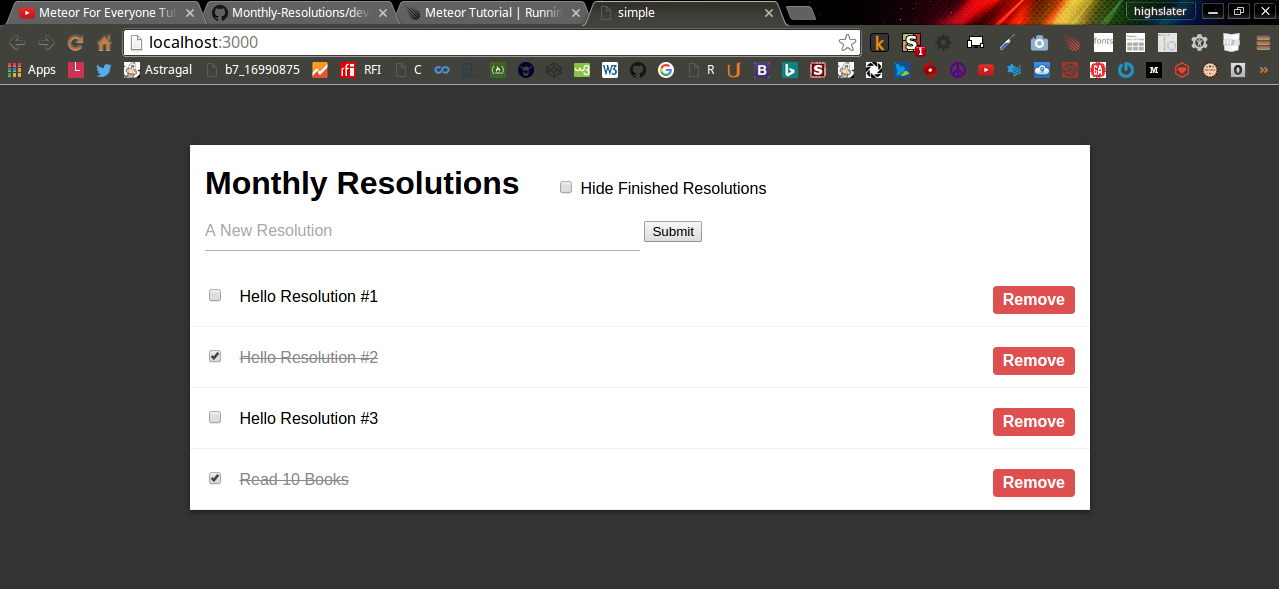 Meteor For Everyone Tut
Monthly-Resolutions/dev
Meteor Tutorial | Runnin
simple
highslater
localhost:3000
Apps
Astragal
b7_16990875
RFI
C
R
Monthly Resolutions
Hide Finished Resolutions
A New Resolution
Submit
Hello Resolution #1
Remove
Hello Resolution #2
Remove
Hello Resolution #3
Remove
Read 10 Books
Remove